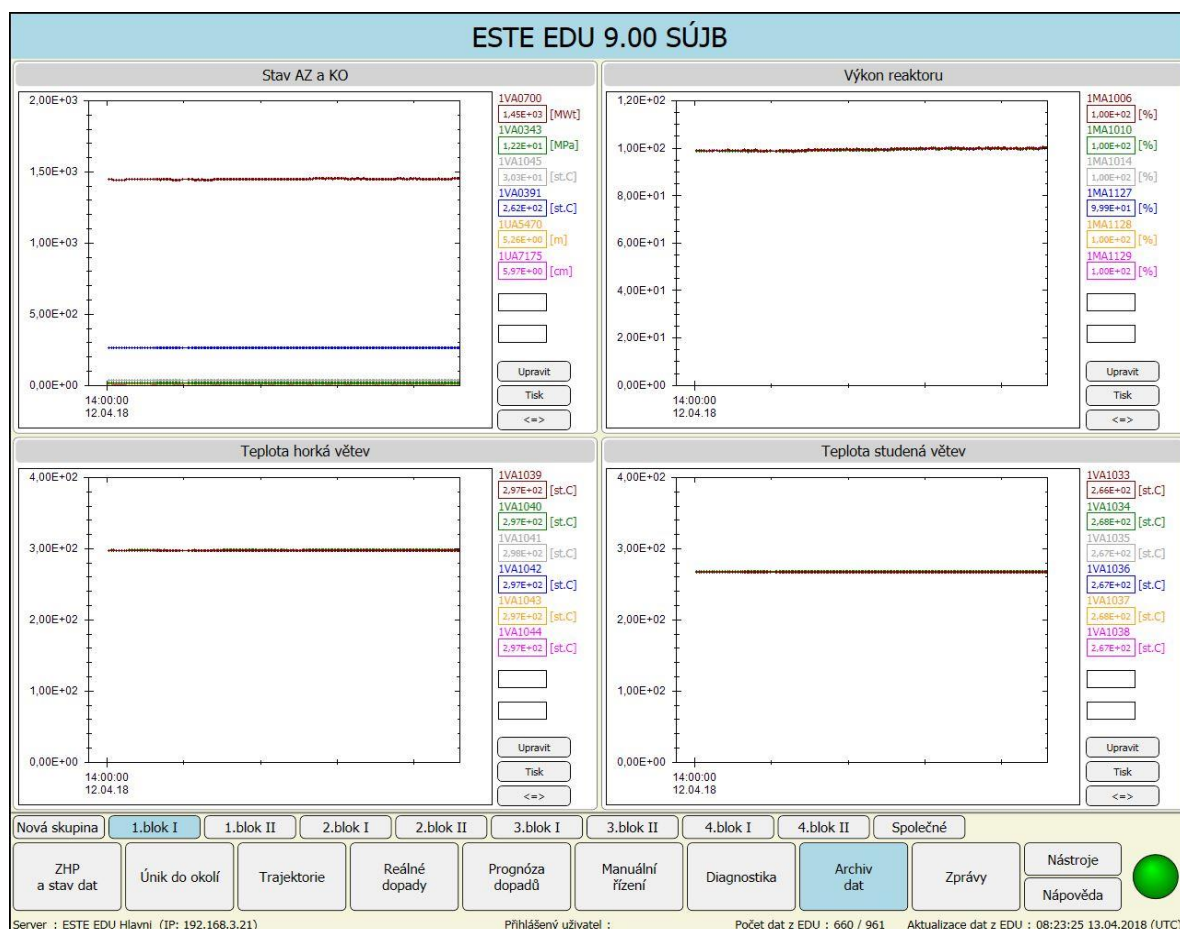 ESTE EDU 9.00 SÚJB
Stav AZ a KO
2,00E+03
1,50E+03
1,00E+03
5,00E+02
0,00E+00
14:00:00
12.04.18
1VA0700
1,45E+03 [MWt]
1VA0343
1,22E+01 [MPa]
1VA1045
3,03E+01 [st.C]
1VA0391
2,62E+02 [st.C]
1UA5470
5,26E+00 [m]
1UA7175
5,97E+00 [cm]
Upravit
Tisk
<=>
Výkon reaktoru
1,20E+02
1,00E+02
8,00E+01
6,00E+01
4,00E+01
2,00E+01
0,00E+00
14:00:00
12.04.18
1MA1006
1,00E+02 [%]
1MA1010
1,00E+02 [%]
1MA1014
1,00E+02 [%]
1MA1127
9,99E+01 [%]
1MA1128
1,00E+02 [%]
1MA1129
1,00E+02 [%]
Upravit
Tisk
<=>
Teplota horká větev
4,00E+02
3,00E+02
2,00E+02
1,00E+02
0,00E+00
14:00:00
12.04.18
1VA1039
2,97E+02 [st.C]
1VA1040
2,97E+02 [st.C]
1VA1041
2,98E+02 [st.C]
1VA1042
2,97E+02 [st.C]
1VA1043
2,97E+02 [st.C]
1VA1044
2,97E+02 [st.C]
Upravit
Tisk
<=>
Teplota studená větev
4,00E+02
3,00E+02
2,00E+02
1,00E+02
0,00E+00
14:00:00
12.04.18
1VA1033
2,66E+02 [st.C]
1VA1034
2,68E+02 [st.C]
1VA1035
2,67E+02 [st.C]
1VA1036
2,67E+02 [st.C]
1VA1037
2,68E+02 [st.C]
1VA1038
2,67E+02 [st.C]
Upravit
Tisk
<=>
Nová skupina 1.blok I 1.blok II 2.blok I 2.blok II 3.blok I 3.blok II 4.blok I 4.blok II Společné
ZHP
a stav dat
Únik do okolí
Trajektorie
Reálné
dopady
Prognóza
dopadů
Manuální
řízení
Diagnostika
Archiv
dat
Zprávy
Nástroje
Nápověda
Server : ESTE EDU Hlavni (IP: 192.168.3.21) Přihlášený uživatel : Počet dat z EDU : 660 / 961 Aktualizace dat z EDU : 08:23:25 13.04.2018 (UTC)